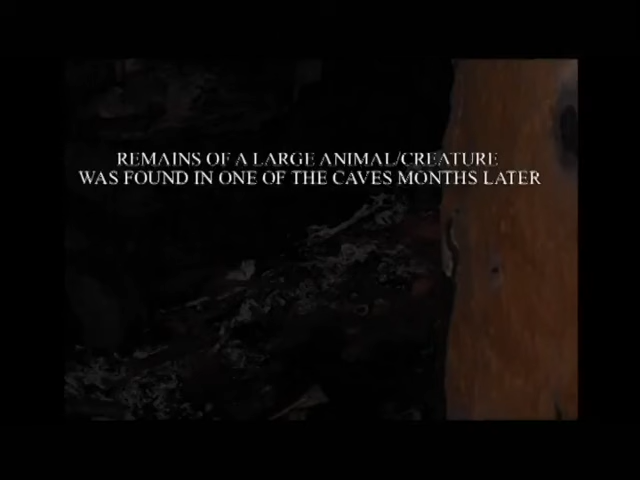 REMAINS OF A LARGE ANIMAL/CREATURE
WAS FOUND IN ONE OF THE CAVES MONTHS LATER